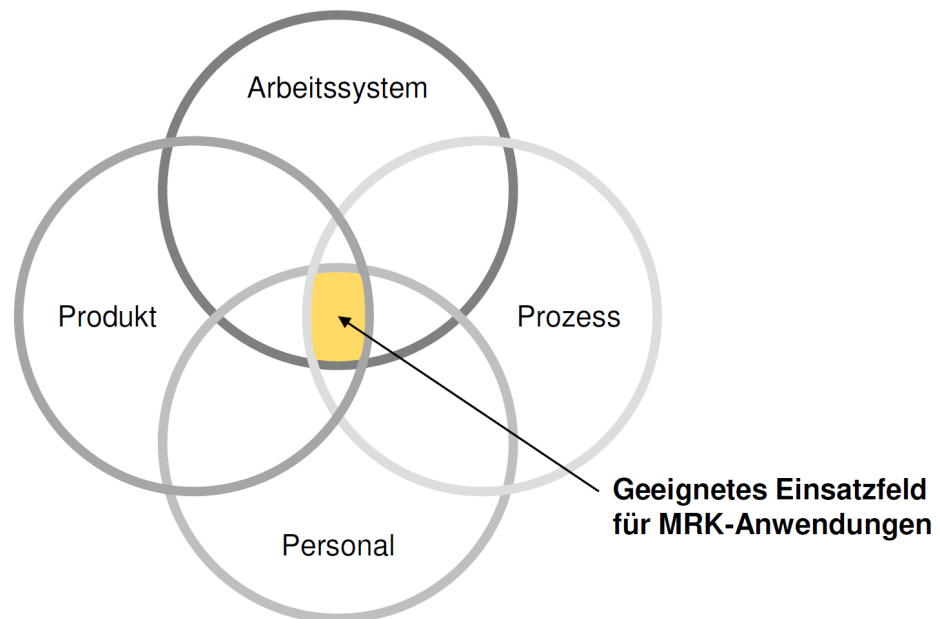 Arbeitssystem
Produkt
Prozess
Personal
Geeignetes Einsatzfeld
für MRK-Anwendungen